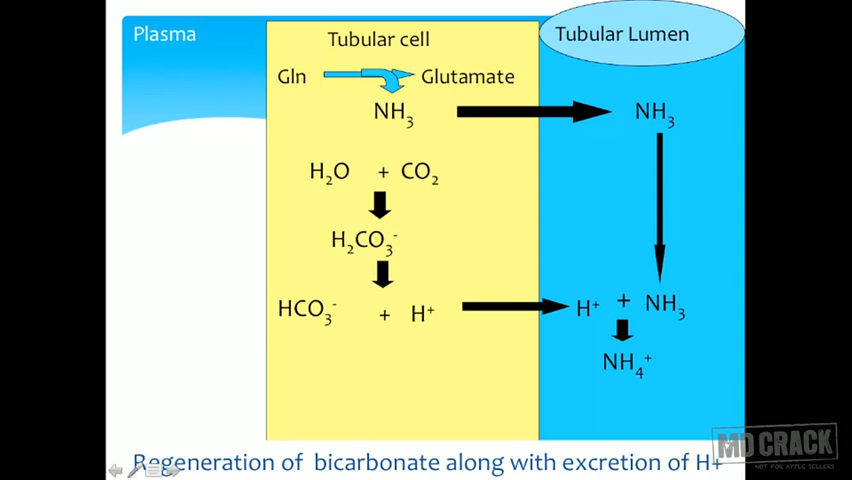 Plasma
Tubular cell
Tubular Lumen
Gln
Glutamate
NH₃
NH₃
H₂O + CO₂
H₂CO₃⁻
HCO₃⁻ + H⁺
H⁺ + NH₃
NH₄⁺
Regeneration of bicarbonate along with excretion of H+
MD CRACK
NOT FOR APPLE SELLERS